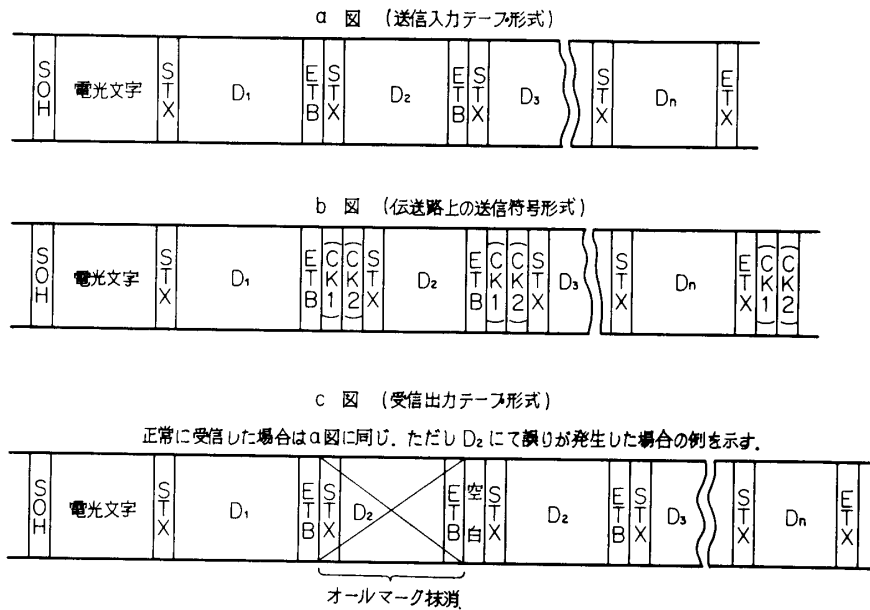 a 図 (送信入力テープ形式)
SOH 電光文字 STX D1 ETB STX D2 ETB STX D3 STX Dn ETX
b 図 (伝送路上の送信符号形式)
SOH 電光文字 STX D1 ETB (CK1) (CK2) STX D2 ETB (CK1) (CK2) STX D3 STX Dn ETX (CK1) (CK2)
c 図 (受信出力テープ形式)
正常に受信した場合はa図に同じ. ただし D2 にて誤りが発生した場合の例を示す.
SOH 電光文字 STX D1 ETB STX D2 ETB 空白 STX D2 ETB STX D3 STX Dn ETX
オールマーク抹消